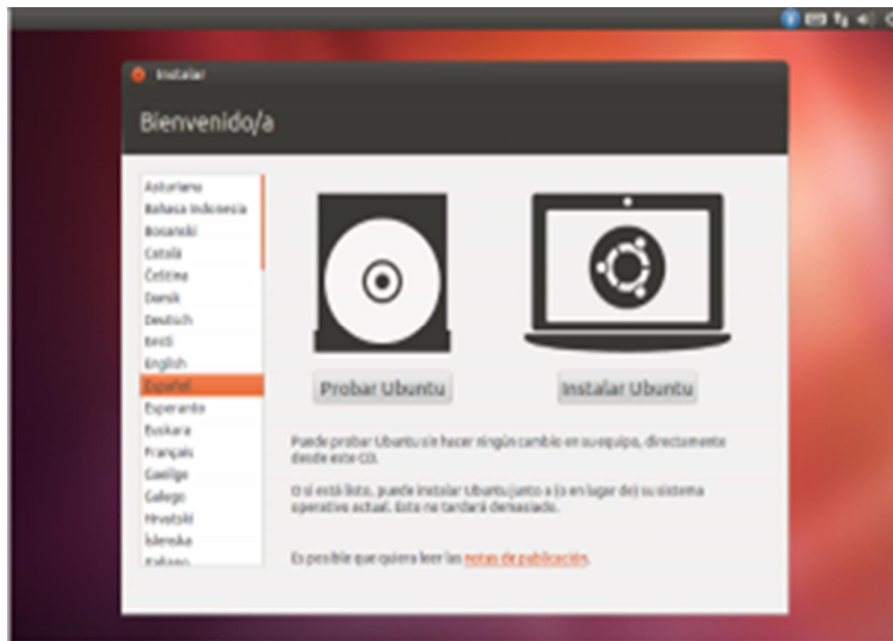 Instalar
Bienvenido/a
Asturianu
Bahasa Indonesia
Bosanski
Català
Čeština
Dansk
Deutsch
Eesti
English
Español
Esperanto
Euskara
Français
Gaeilge
Galego
Hrvatski
Íslenska
Italiano
Probar Ubuntu
Instalar Ubuntu
Puede probar Ubuntu sin hacer ningún cambio en su equipo, directamente
desde este CD.
O si está listo, puede instalar Ubuntu junto a (o en lugar de) su sistema
operativo actual. Esto no tardará demasiado.
Es posible que quiera leer las notas de publicación.